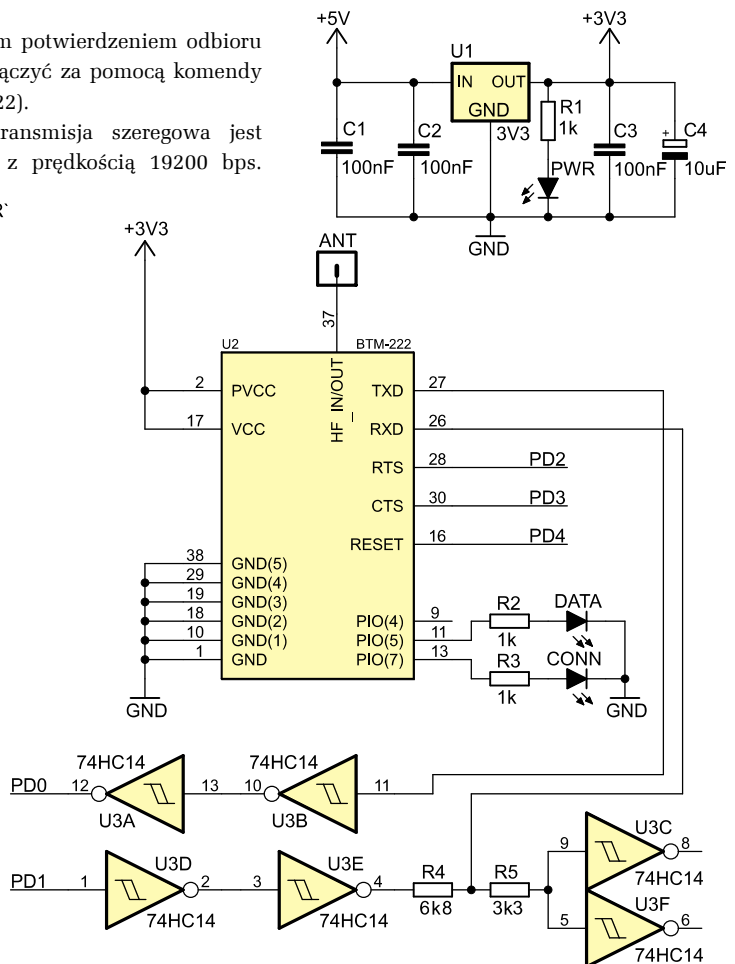 m potwierdzeniem odbioru
ączyć za pomocą komendy
22).
ransmisja szeregowa jest
z prędkością 19200 bps.
R`
+5V
+3V3
U1
IN OUT
GND
3V3
C1
100nF
C2
100nF
R1
1k
PWR
C3
100nF
+
C4
10uF
GND
+3V3
ANT
37
U2
BTM-222
HF_IN/OUT
2 PVCC
17 VCC
38 GND(5)
29 GND(4)
19 GND(3)
18 GND(2)
10 GND(1)
1 GND
TXD 27
RXD 26
RTS 28 PD2
CTS 30 PD3
RESET 16 PD4
PIO(4) 9
PIO(5) 11
PIO(7) 13
R2
1k
DATA
R3
1k
CONN
GND
GND
74HC14
74HC14
PD0 12 13 10 11
U3A
U3B
U3D
U3E
PD1 1 2 3 4
74HC14
74HC14
R4
6k8
R5
3k3
U3C
9 8
74HC14
U3F
5 6
74HC14